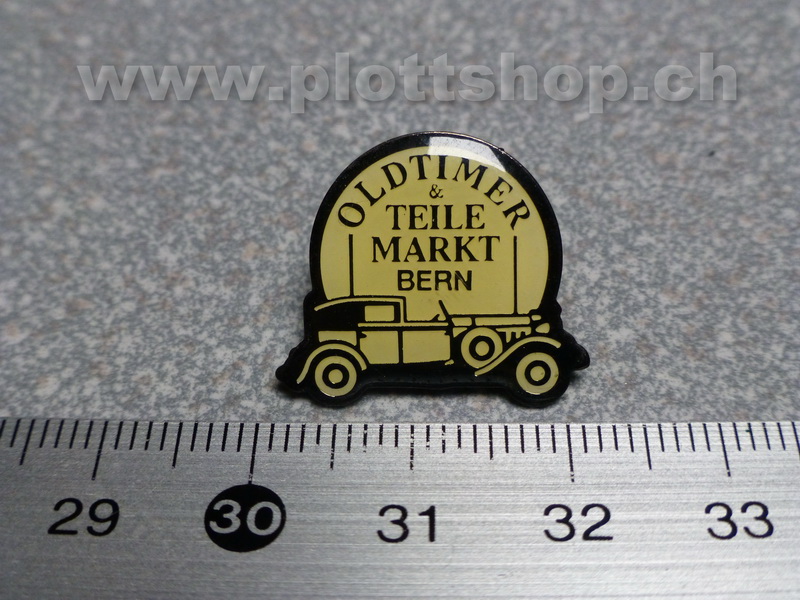 www.plottshop.ch
OLDTIMER
&
TEILE
MARKT
BERN
29 30 31 32 33